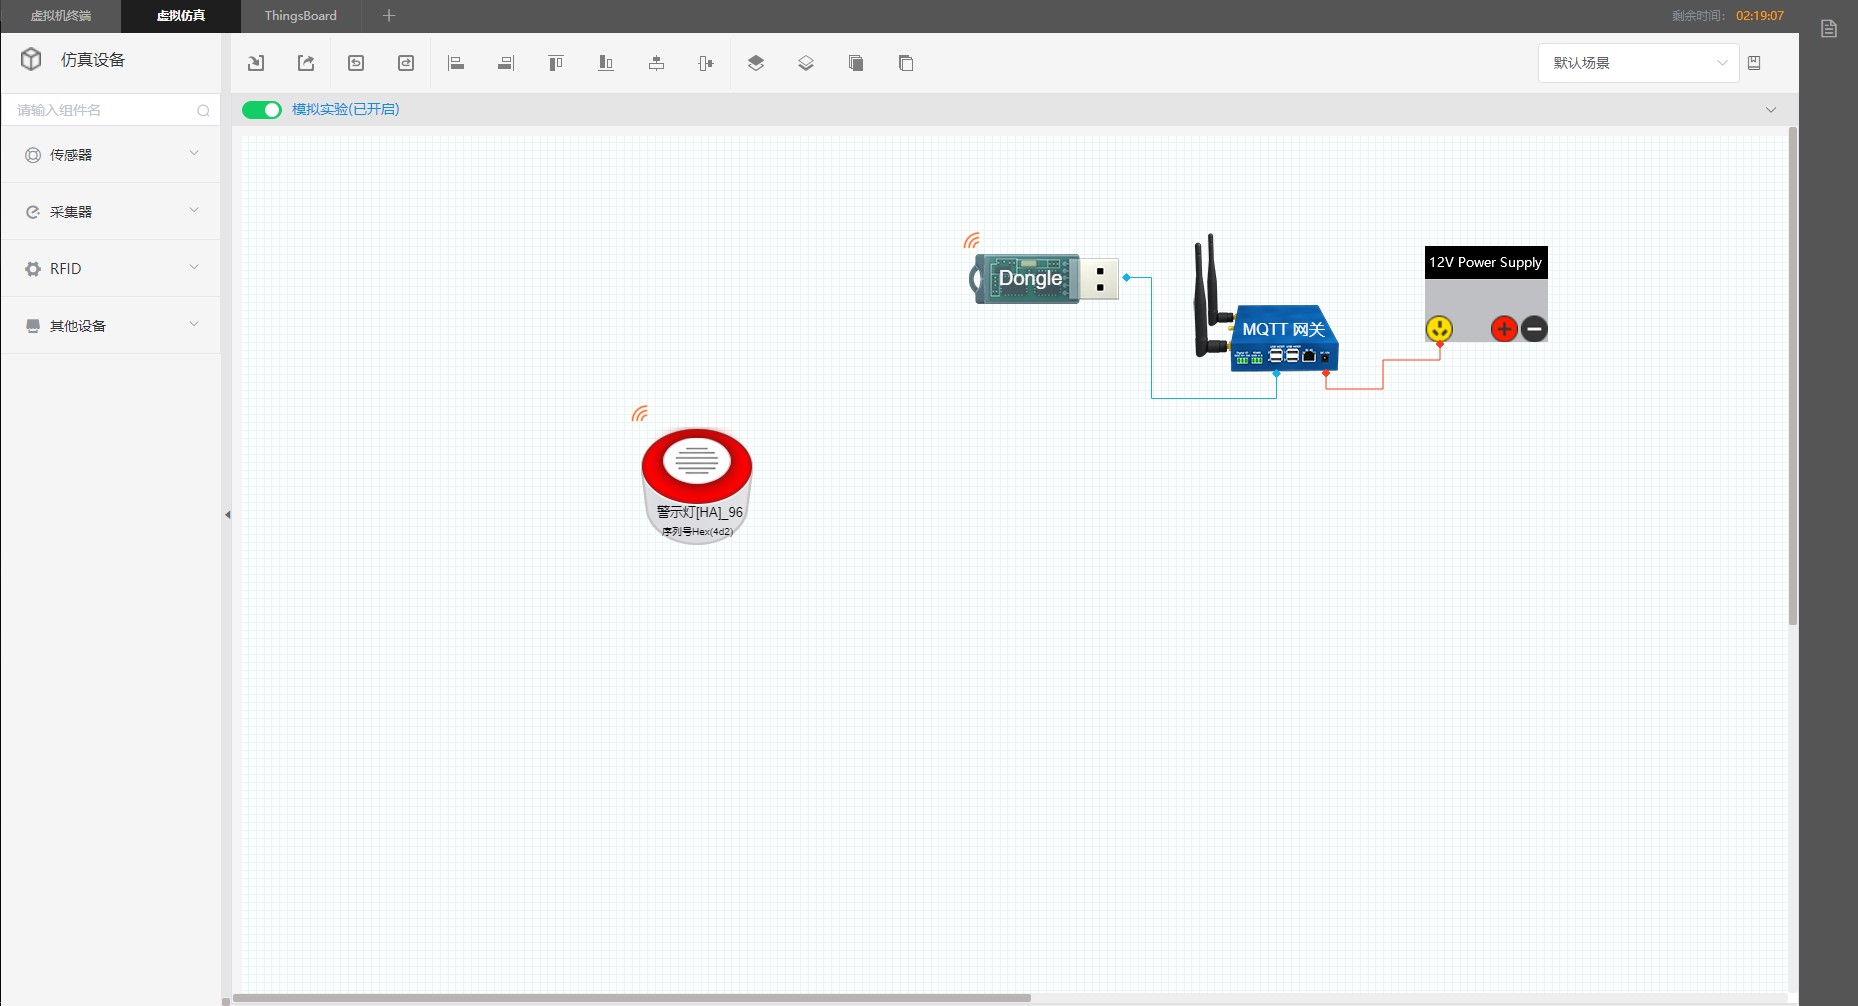 虚拟机终端
虚拟仿真
ThingsBoard
剩余时间： 02:19:07
仿真设备
默认场景
请输入组件名
模拟实验(已开启)
传感器
采集器
RFID
其他设备
Dongle
MQTT 网关
12V Power Supply
警示灯[HA]_96
序列号Hex(4d2)